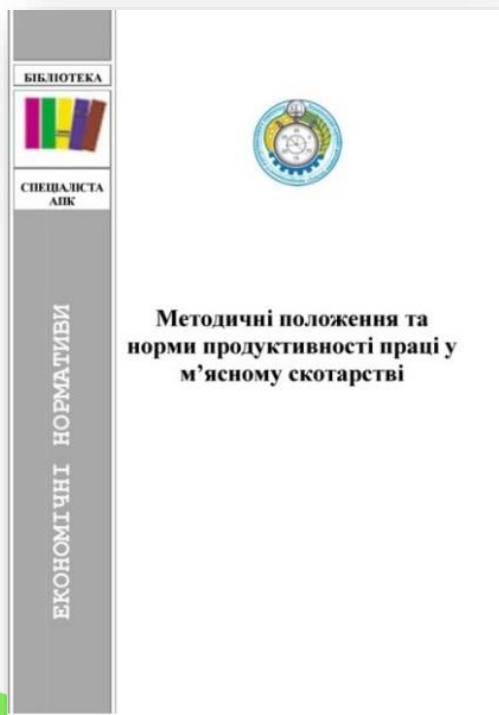 БІБЛІОТЕКА
СПЕЦІАЛІСТА
АПК
ЕКОНОМІЧНІ НОРМАТИВИ
Методичні положення та
норми продуктивності праці у
м’ясному скотарстві